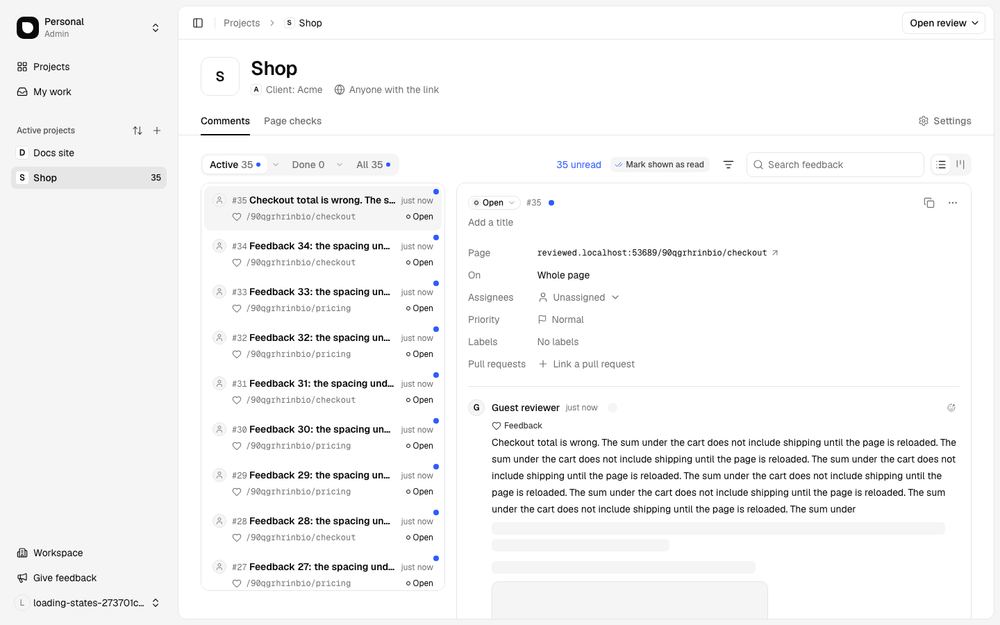 Personal
Admin
Projects
My work
Active projects
D Docs site
S Shop 35
Workspace
Give feedback
L loading-states-273701c…
Projects > S Shop
Open review
S
Shop
A Client: Acme Anyone with the link
Comments Page checks Settings
Active 35 Done 0 All 35
35 unread Mark shown as read Search feedback
#35 Checkout total is wrong. The s… just now
/90qgrhrinbio/checkout Open
#34 Feedback 34: the spacing un… just now
/90qgrhrinbio/checkout Open
#33 Feedback 33: the spacing un… just now
/90qgrhrinbio/pricing Open
#32 Feedback 32: the spacing un… just now
/90qgrhrinbio/pricing Open
#31 Feedback 31: the spacing und… just now
/90qgrhrinbio/checkout Open
#30 Feedback 30: the spacing un… just now
/90qgrhrinbio/pricing Open
#29 Feedback 29: the spacing un… just now
/90qgrhrinbio/pricing Open
#28 Feedback 28: the spacing un… just now
/90qgrhrinbio/checkout Open
#27 Feedback 27: the spacing und… just now
/90qgrhrinbio/pricing Open
Open #35
Add a title
Page reviewed.localhost:53689/90qgrhrinbio/checkout
On Whole page
Assignees Unassigned
Priority Normal
Labels No labels
Pull requests Link a pull request
G Guest reviewer just now
Feedback
Checkout total is wrong. The sum under the cart does not include shipping until the page is reloaded. The
sum under the cart does not include shipping until the page is reloaded. The sum under the cart does not
include shipping until the page is reloaded. The sum under the cart does not include shipping until the
page is reloaded. The sum under the cart does not include shipping until the page is reloaded. The sum
under the cart does not include shipping until the page is reloaded. The sum under